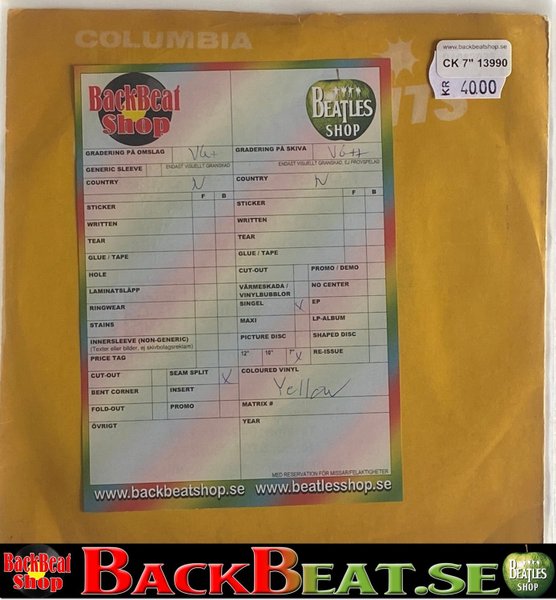 COLUMBIA
HITS
www.backbeatshop.se
CK 7" 13990
KR 4000
BackBeat
Shop
BEATLES
SHOP
GRADERING PÅ OMSLAG VG+ GRADERING PÅ SKIVA VG++
ENDAST VISUELLT GRANSKAD ENDAST VISUELLT GRANSKAD, EJ PROVSPELAD
GENERIC SLEEVE
COUNTRY N COUNTRY N
F B F B
STICKER STICKER
WRITTEN WRITTEN
TEAR TEAR
GLUE / TAPE GLUE / TAPE
HOLE CUT-OUT PROMO / DEMO
LAMINATSLÄPP VÄRMESKADA / VINYLBUBBLOR NO CENTER
RINGWEAR SINGEL x EP
STAINS MAXI LP-ALBUM
INNERSLEEVE (NON-GENERIC) PICTURE DISC SHAPED DISC
(Texter eller bilder, ej skivbolagsreklam)
PRICE TAG 12" 10" 7" x RE-ISSUE
CUT-OUT SEAM SPLIT x COLOURED VINYL
BENT CORNER INSERT Yellow
FOLD-OUT PROMO MATRIX #
ÖVRIGT YEAR
MED RESERVATION FÖR MISSAR/FELAKTIGHETER
www.backbeatshop.se www.beatlesshop.se
BackBeat
Shop
BACKBEAT.SE
BEATLES
SHOP